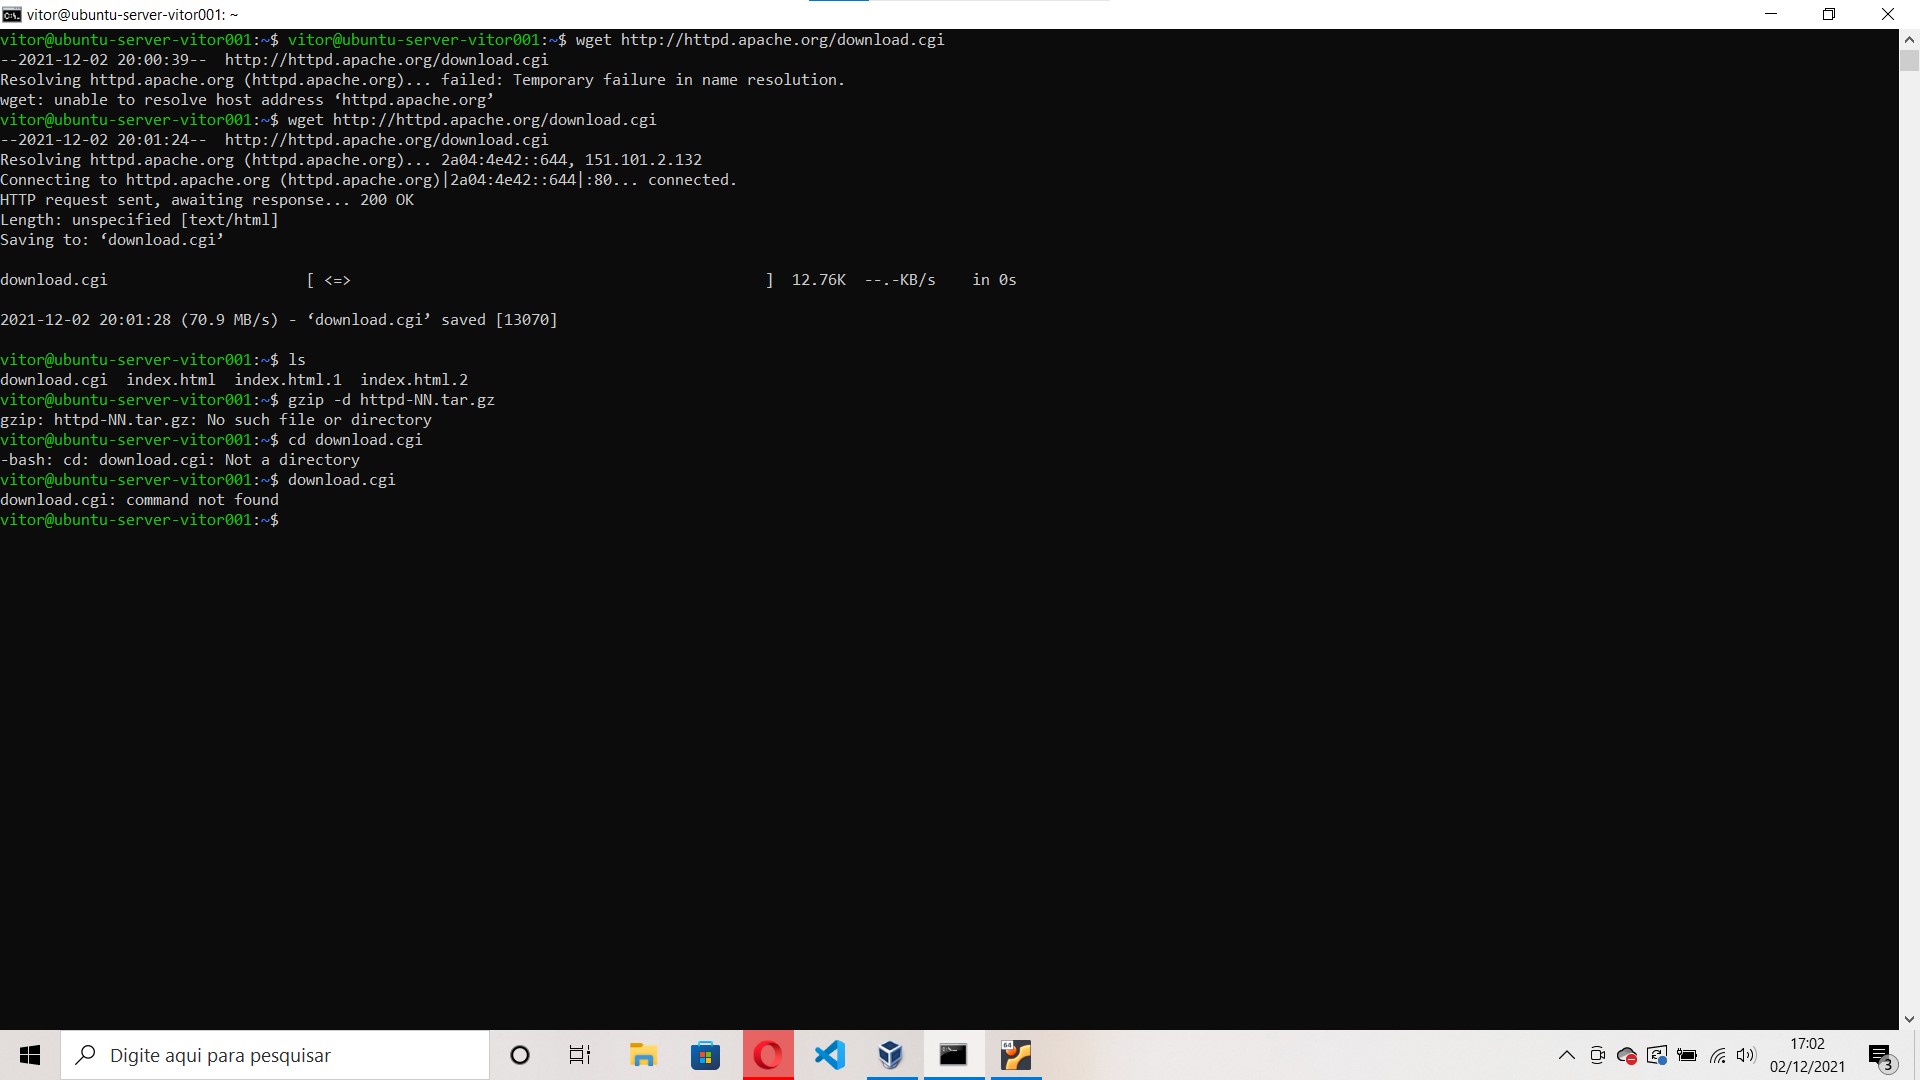 vitor@ubuntu-server-vitor001: ~
vitor@ubuntu-server-vitor001:~$ vitor@ubuntu-server-vitor001:~$ wget http://httpd.apache.org/download.cgi
--2021-12-02 20:00:39--  http://httpd.apache.org/download.cgi
Resolving httpd.apache.org (httpd.apache.org)... failed: Temporary failure in name resolution.
wget: unable to resolve host address ‘httpd.apache.org’
vitor@ubuntu-server-vitor001:~$ wget http://httpd.apache.org/download.cgi
--2021-12-02 20:01:24--  http://httpd.apache.org/download.cgi
Resolving httpd.apache.org (httpd.apache.org)... 2a04:4e42::644, 151.101.2.132
Connecting to httpd.apache.org (httpd.apache.org)|2a04:4e42::644|:80... connected.
HTTP request sent, awaiting response... 200 OK
Length: unspecified [text/html]
Saving to: ‘download.cgi’
download.cgi                      [ <=>                                              ]  12.76K  --.-KB/s    in 0s
2021-12-02 20:01:28 (70.9 MB/s) - ‘download.cgi’ saved [13070]
vitor@ubuntu-server-vitor001:~$ ls
download.cgi  index.html  index.html.1  index.html.2
vitor@ubuntu-server-vitor001:~$ gzip -d httpd-NN.tar.gz
gzip: httpd-NN.tar.gz: No such file or directory
vitor@ubuntu-server-vitor001:~$ cd download.cgi
-bash: cd: download.cgi: Not a directory
vitor@ubuntu-server-vitor001:~$ download.cgi
download.cgi: command not found
vitor@ubuntu-server-vitor001:~$
Digite aqui para pesquisar
64
17:02
02/12/2021
3